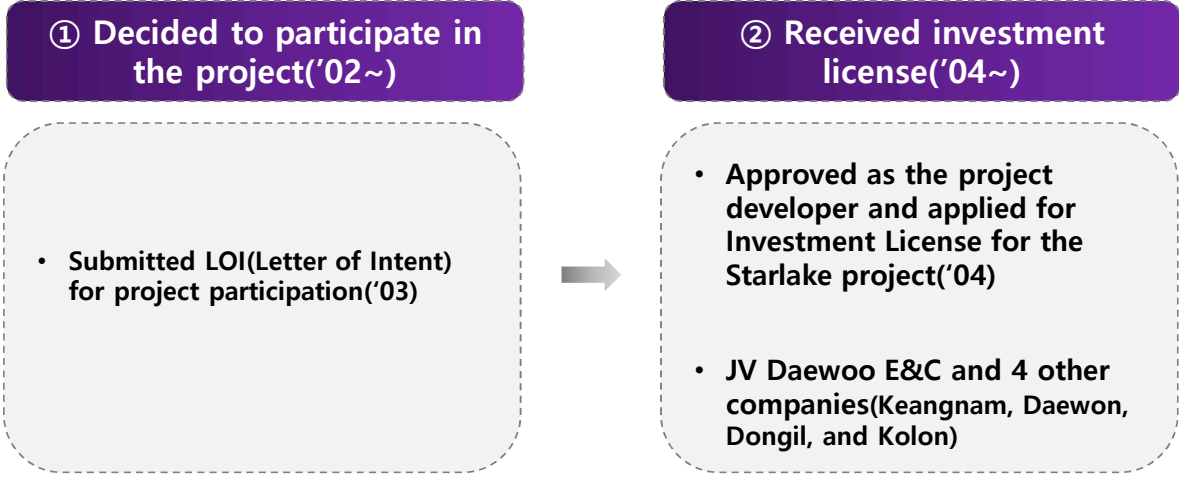 ① Decided to participate in
the project('02~)
• Submitted LOI(Letter of Intent)
for project participation('03)
② Received investment
license('04~)
• Approved as the project
developer and applied for
Investment License for the
Starlake project('04)
• JV Daewoo E&C and 4 other
companies(Keangnam, Daewon,
Dongil, and Kolon)